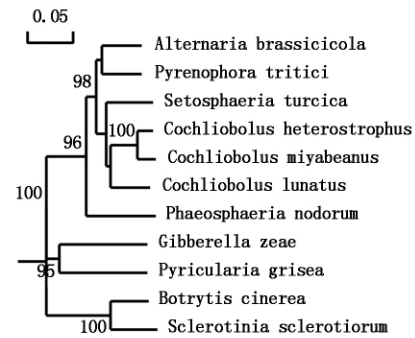 0.05
Alternaria brassicicola
98
Pyrenophora tritici
Setosphaeria turcica
100
Cochliobolus heterostrophus
96
Cochliobolus miyabeanus
100
Cochliobolus lunatus
Phaeosphaeria nodorum
Gibberella zeae
95
Pyricularia grisea
Botrytis cinerea
100
Sclerotinia sclerotiorum